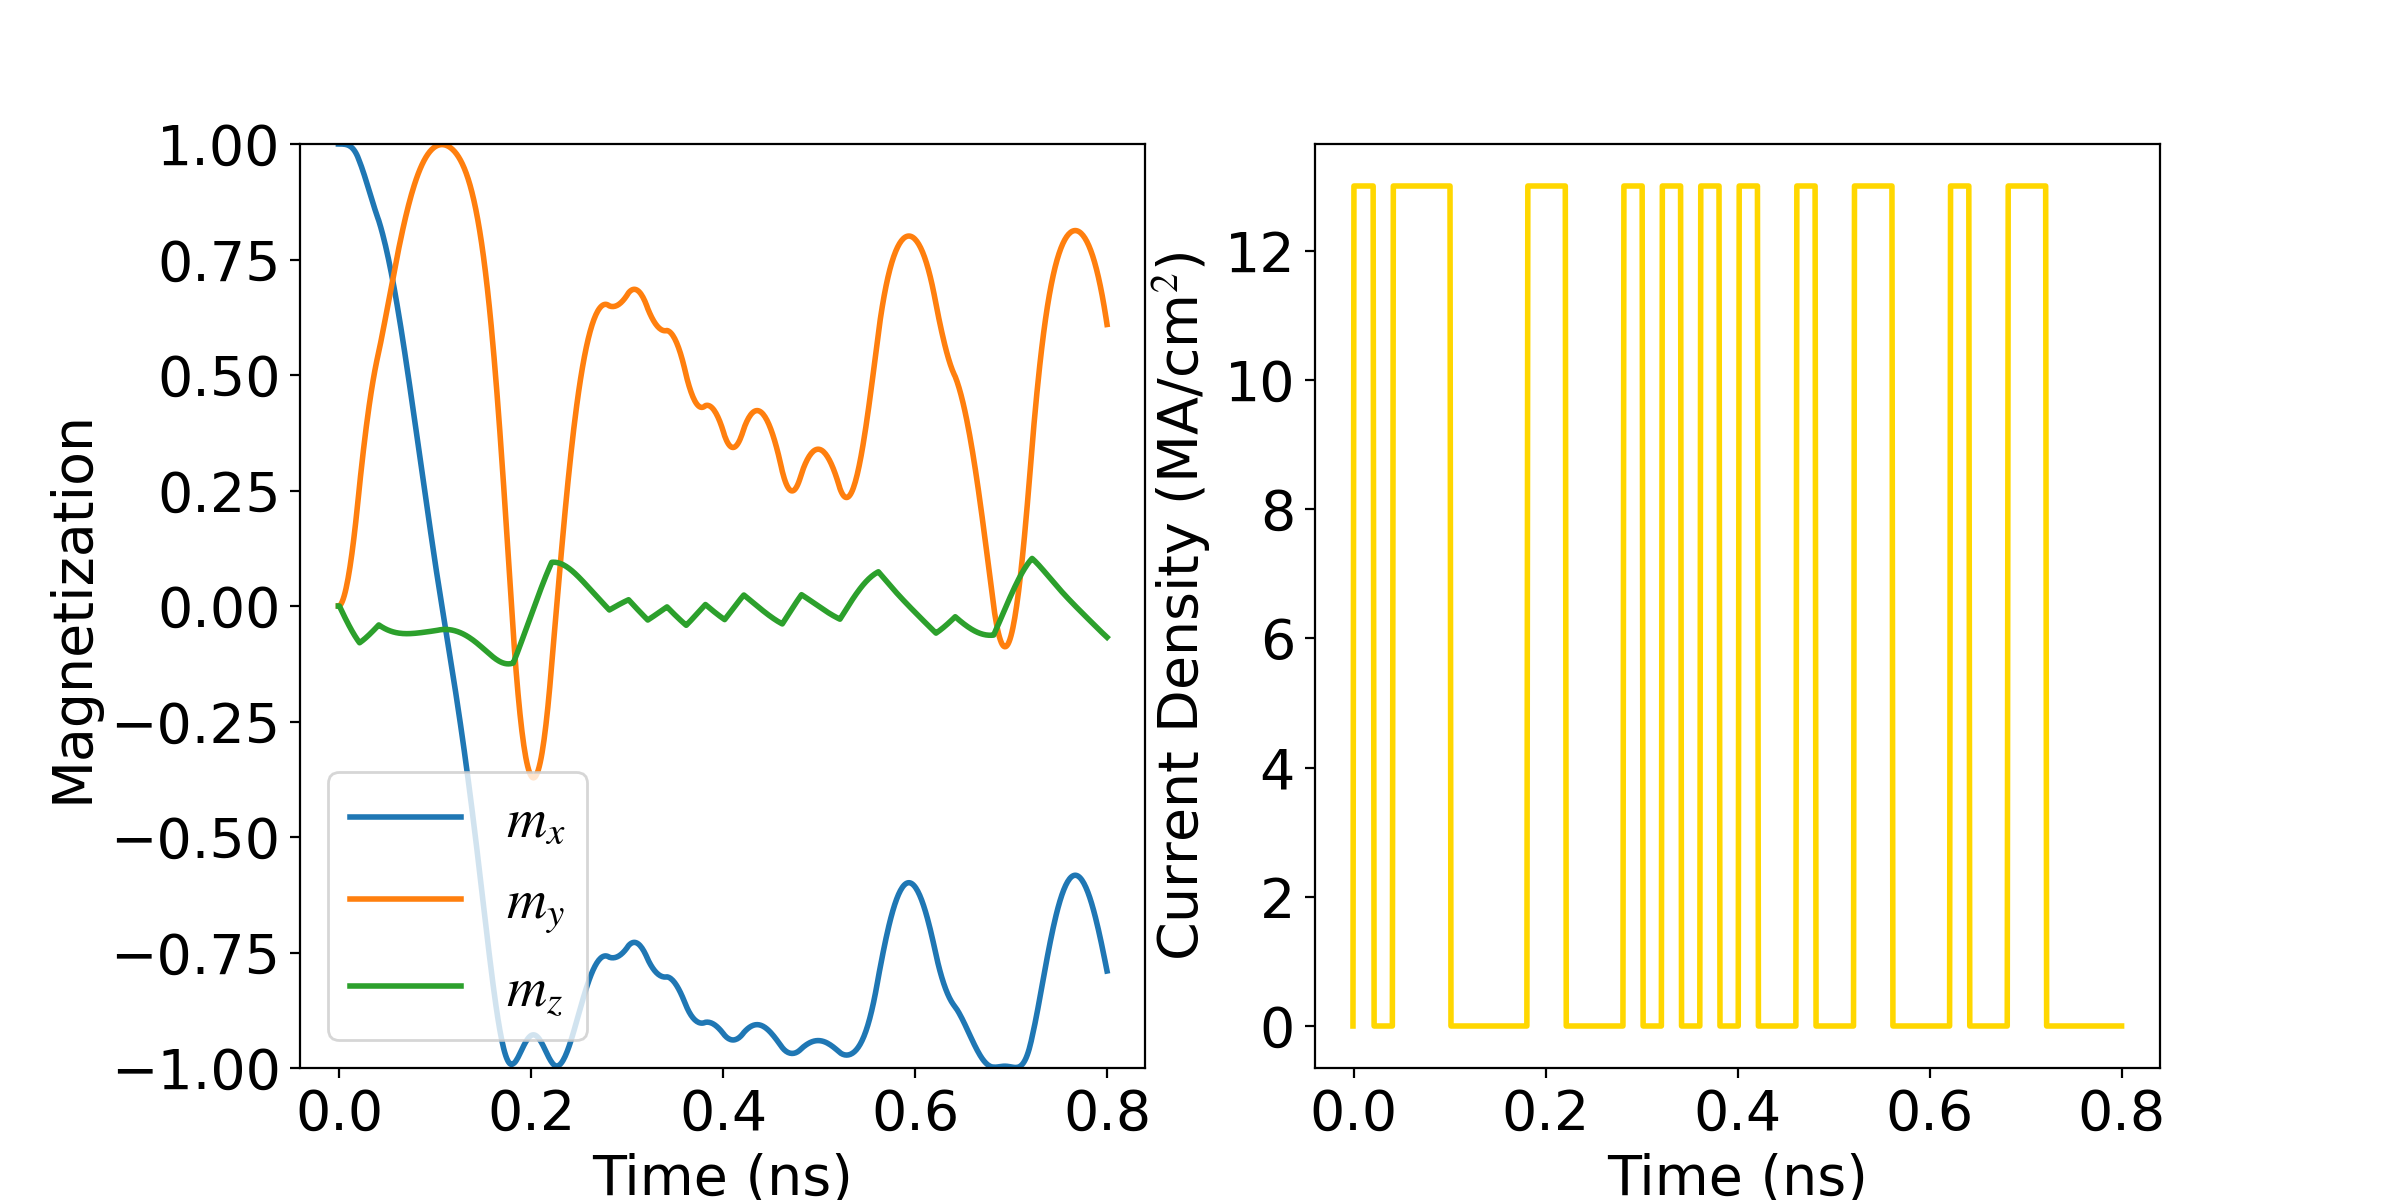 Magnetization
1.00
0.75
0.50
0.25
0.00
−0.25
−0.50
−0.75
−1.00
m_x
m_y
m_z
0.0 0.2 0.4 0.6 0.8
Time (ns)
Current Density (MA/cm²)
12
10
8
6
4
2
0
0.0 0.2 0.4 0.6 0.8
Time (ns)